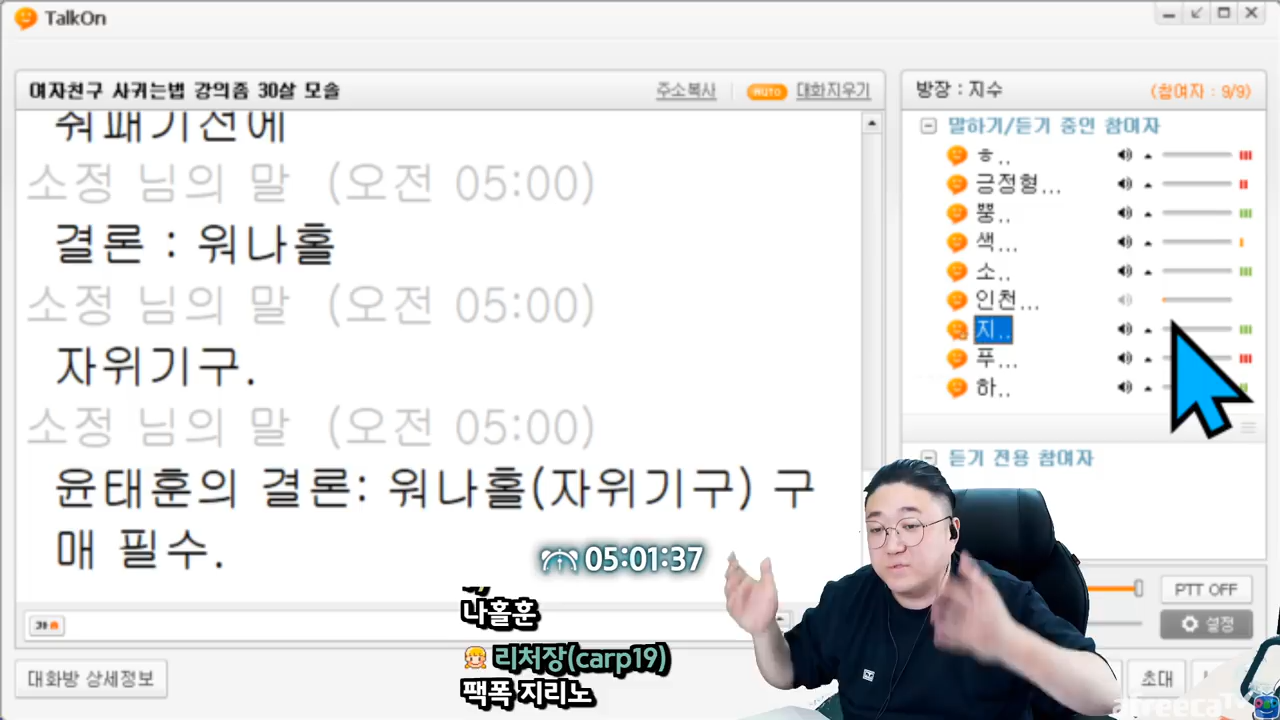 TalkOn
여자친구 사귀는법 강의좀 30살 모솔
주소복사
AUTO
대화지우기
방장 : 지수
(참여자 : 9/9)
줘패기전에
소정 님의 말 (오전 05:00)
결론 : 워나홀
소정 님의 말 (오전 05:00)
자위기구.
소정 님의 말 (오전 05:00)
윤태훈의 결론: 워나홀(자위기구) 구
매 필수.
말하기/듣기 중인 참여자
ㅎ..
긍정형...
뿡..
색...
소..
인천...
지..
푸...
하..
듣기 전용 참여자
05:01:37
나홀훈
리처장(carp19)
팩폭 지리노
가
PTT OFF
설정
대화방 상세정보
초대
afreecaTV